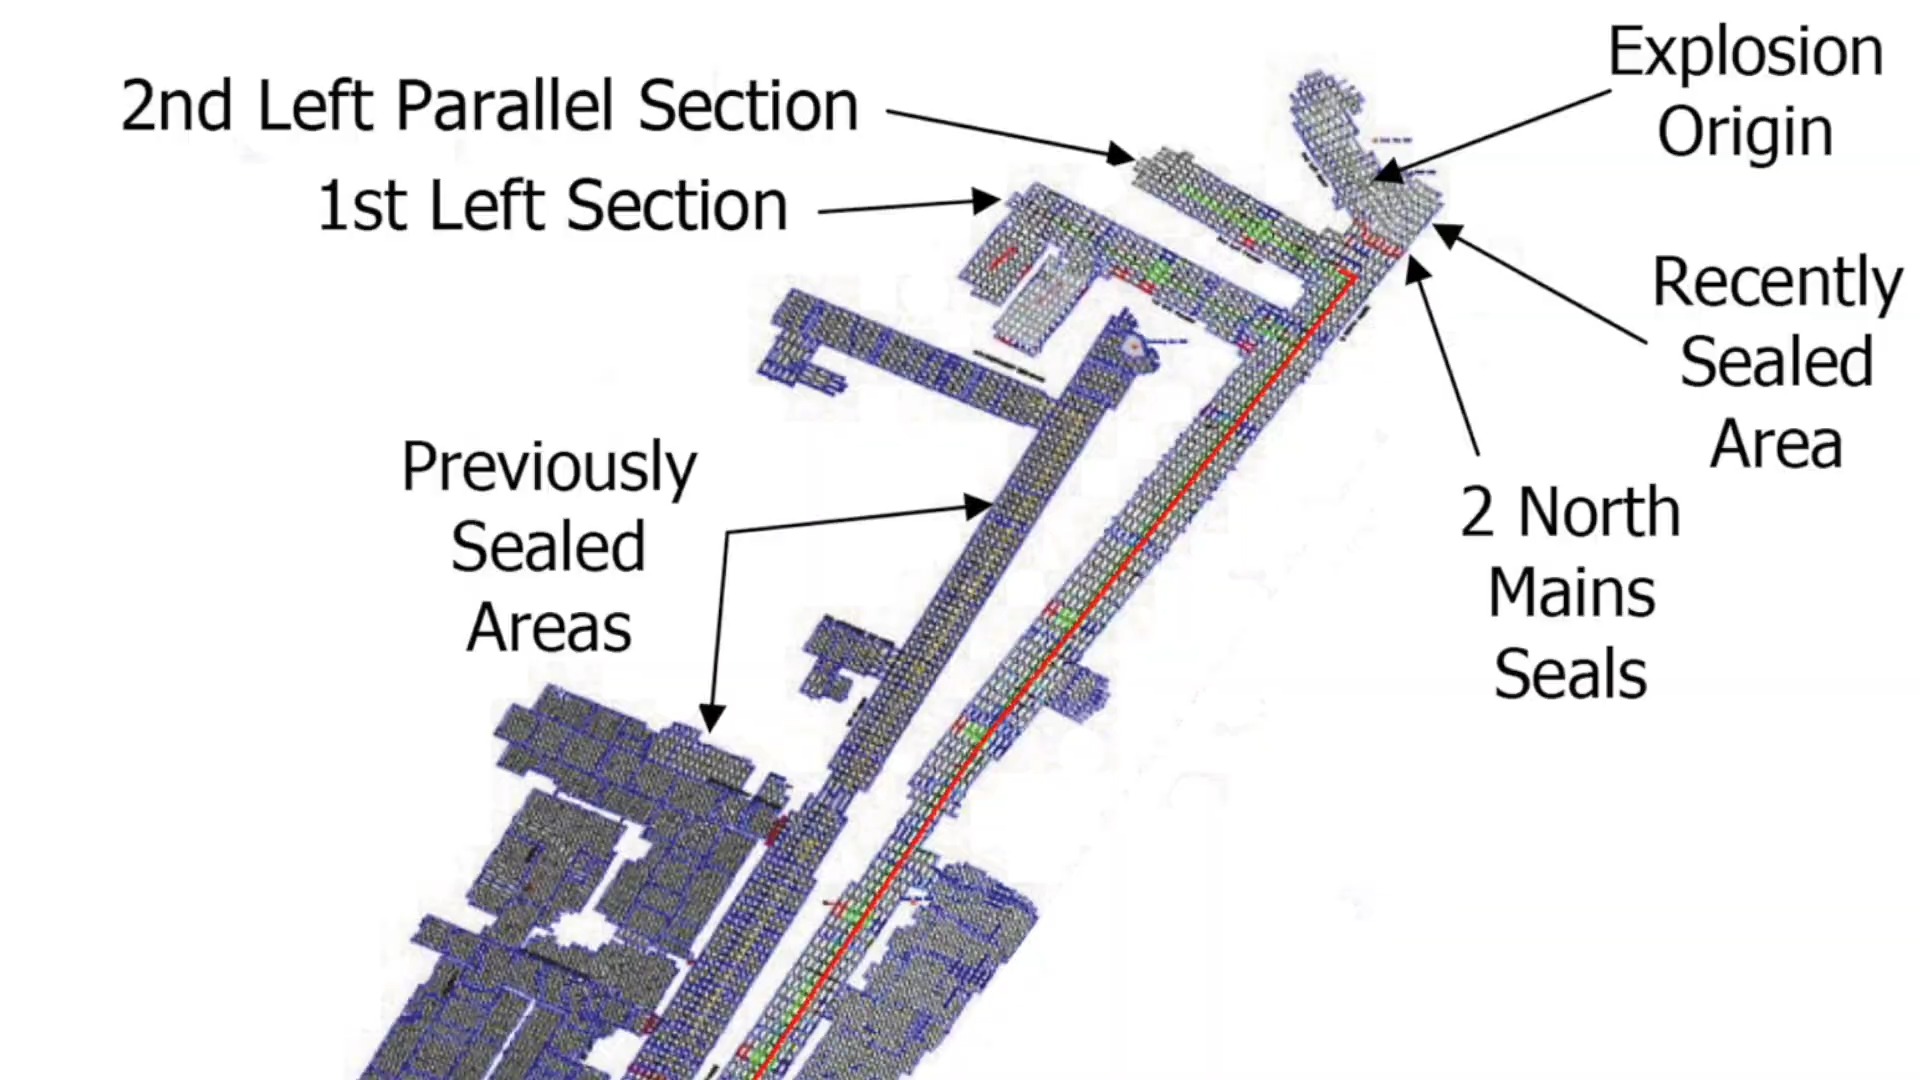 2nd Left Parallel Section
1st Left Section
Explosion
Origin
Recently
Sealed
Area
2 North
Mains
Seals
Previously
Sealed
Areas